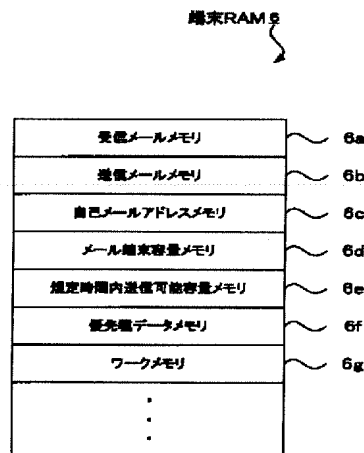 端末RAM 6
受信メールメモリ 6a
送信メールメモリ 6b
自己メールアドレスメモリ 6c
メール端末容量メモリ 6d
規定時間内送信可能容量メモリ 6e
優先種データメモリ 6f
ワークメモリ 6g